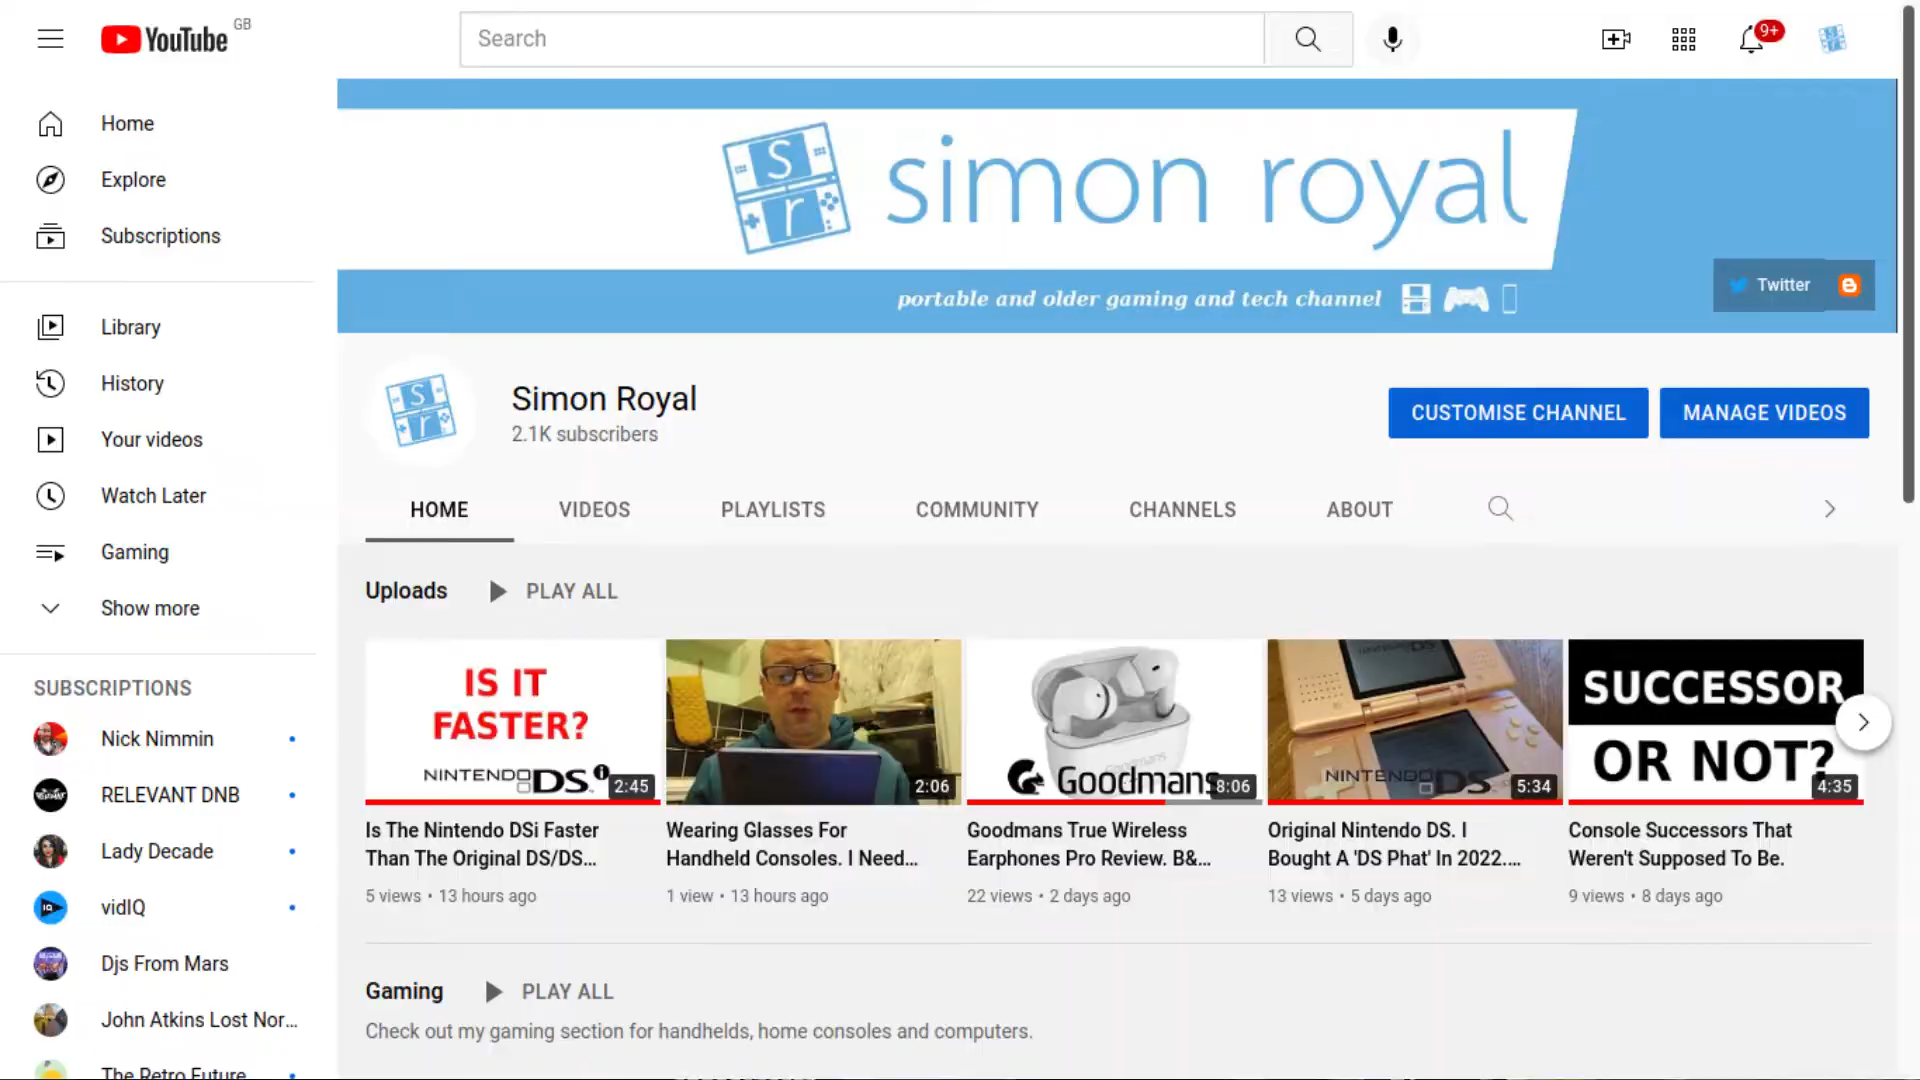 YouTube GB
Search
9+
Home
Explore
Subscriptions
Library
History
Your videos
Watch Later
Gaming
Show more
SUBSCRIPTIONS
Nick Nimmin
RELEVANT DNB
Lady Decade
vidIQ
Djs From Mars
John Atkins Lost Nor...
The Retro Future
s
r
simon royal
portable and older gaming and tech channel
Twitter
s
r
Simon Royal
2.1K subscribers
CUSTOMISE CHANNEL
MANAGE VIDEOS
HOME
VIDEOS
PLAYLISTS
COMMUNITY
CHANNELS
ABOUT
Uploads
PLAY ALL
IS IT
FASTER?
NINTENDODSi
2:45
Is The Nintendo DSi Faster
Than The Original DS/DS...
5 views • 13 hours ago
2:06
Wearing Glasses For
Handheld Consoles. I Need...
1 view • 13 hours ago
Goodmans
8:06
Goodmans True Wireless
Earphones Pro Review. B&...
22 views • 2 days ago
NINTENDO DS
5:34
Original Nintendo DS. I
Bought A 'DS Phat' In 2022....
13 views • 5 days ago
SUCCESSOR
OR NOT?
4:35
Console Successors That
Weren't Supposed To Be.
9 views • 8 days ago
Gaming
PLAY ALL
Check out my gaming section for handhelds, home consoles and computers.